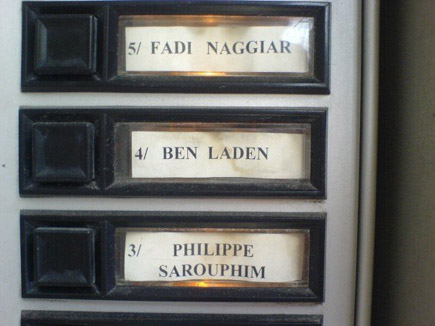 5/ FADI NAGGIAR
4/ BEN LADEN
3/ PHILIPPE
SAROUPHIM